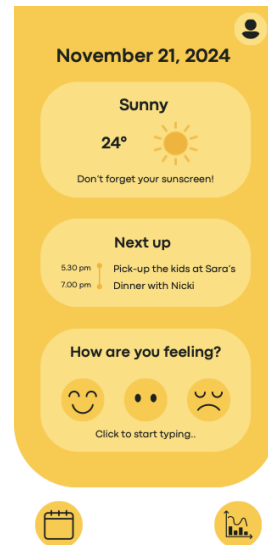 November 21, 2024
Sunny
24°
Don't forget your sunscreen!
Next up
5.30 pm Pick-up the kids at Sara's
7.00 pm Dinner with Nicki
How are you feeling?
Click to start typing..